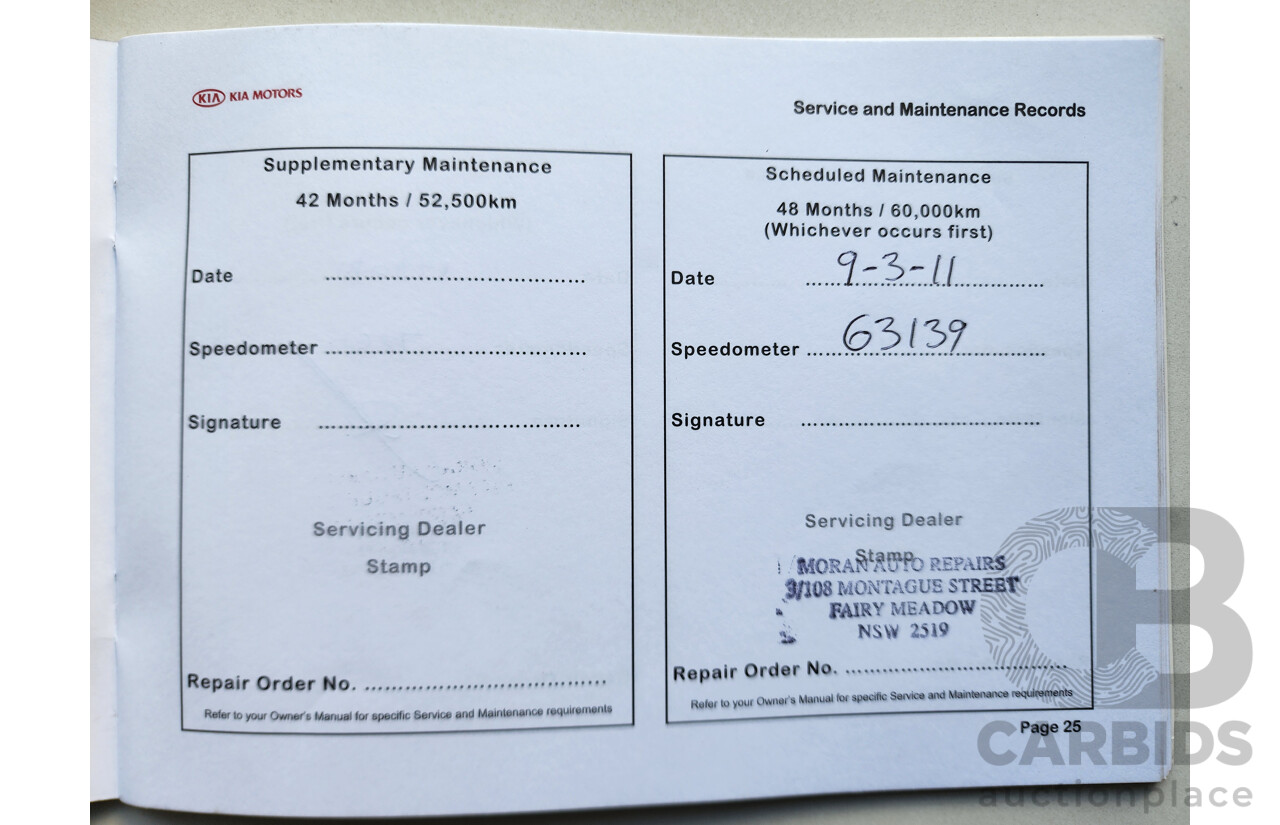 KIA KIA MOTORS
Service and Maintenance Records
Supplementary Maintenance
42 Months / 52,500km
Date ........................................
Speedometer ........................................
Signature ........................................
Servicing Dealer
Stamp
Repair Order No. ........................................
Refer to your Owner's Manual for specific Service and Maintenance requirements
Scheduled Maintenance
48 Months / 60,000km
(Whichever occurs first)
Date 9-3-11
Speedometer 63139
Signature ........................................
Servicing Dealer
Stamp
MORAN AUTO REPAIRS
3/108 MONTAGUE STREET
FAIRY MEADOW
NSW 2519
Repair Order No. ........................................
Refer to your Owner's Manual for specific Service and Maintenance requirements
Page 25
CB
CARBIDS
auctionplace